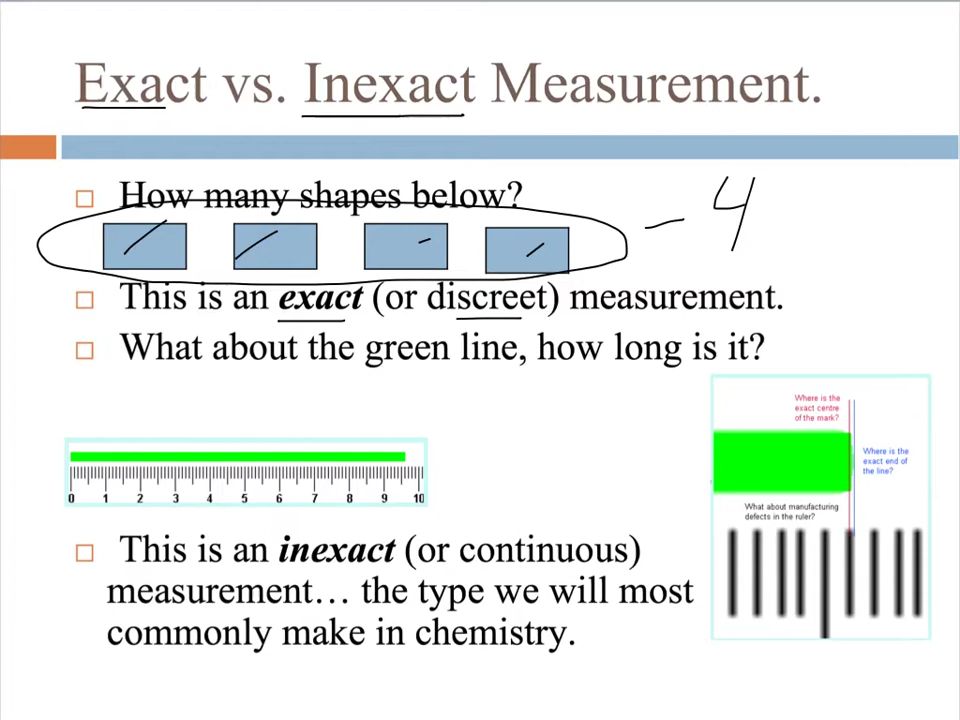 Exact vs. Inexact Measurement.
How many shapes below?
- 4
This is an exact (or discreet) measurement.
What about the green line, how long is it?
Where is the
exact centre
of the mark?
Where is the
exact end of
the line?
What about manufacturing
defects in the ruler?
0 1 2 3 4 5 6 7 8 9 10
This is an inexact (or continuous)
measurement… the type we will most
commonly make in chemistry.